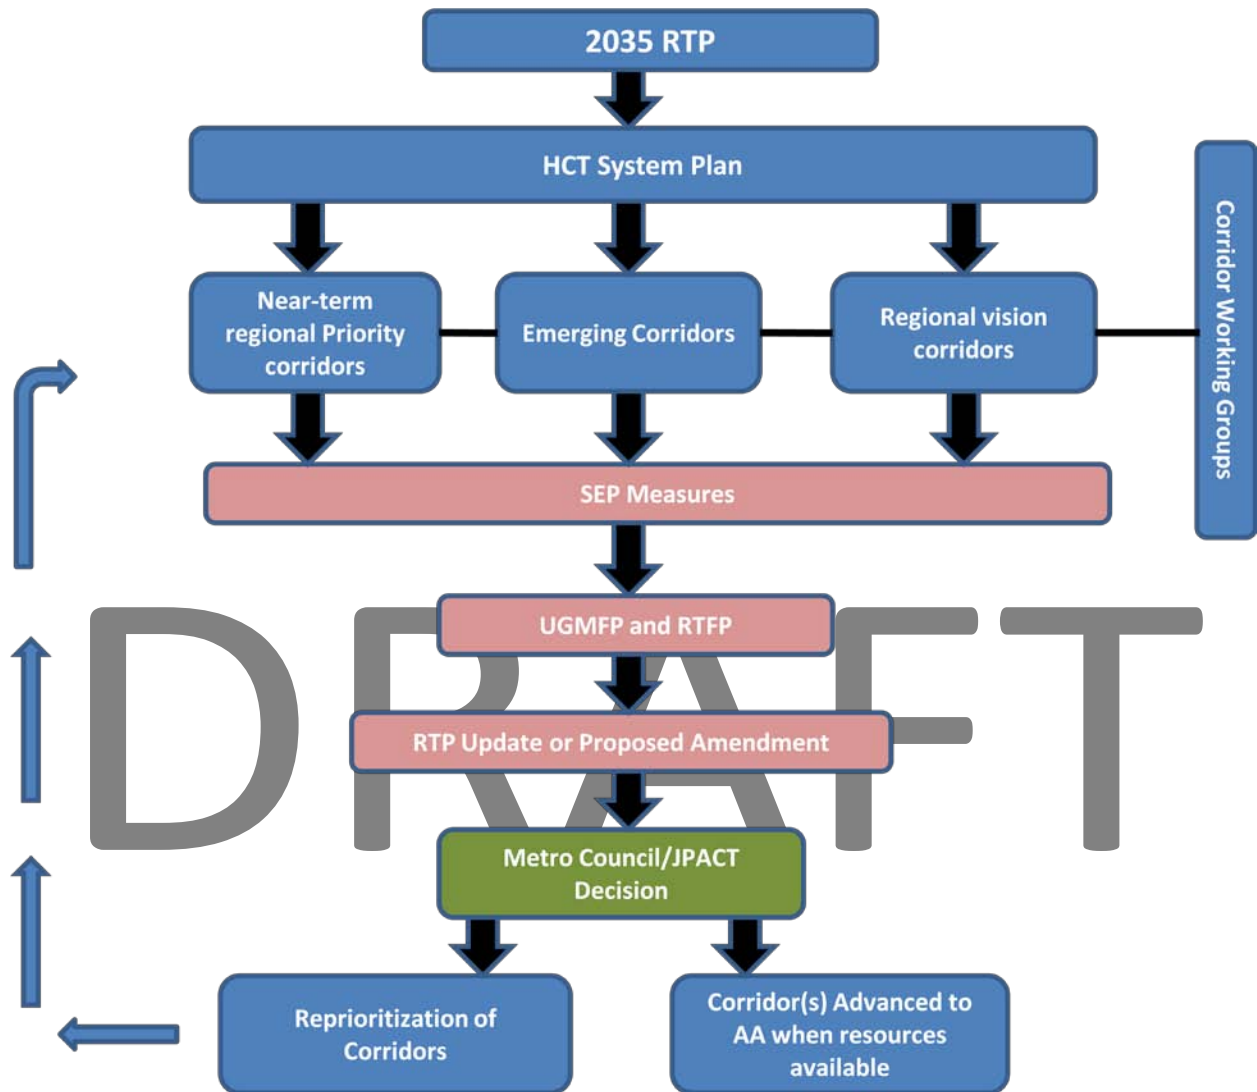 2035 RTP
HCT System Plan
Near-term
regional Priority
corridors
Emerging Corridors
Regional vision
corridors
Corridor Working Groups
SEP Measures
UGMFP and RTFP
RTP Update or Proposed Amendment
DRAFT
Metro Council/JPACT
Decision
Reprioritization of
Corridors
Corridor(s) Advanced to
AA when resources
available